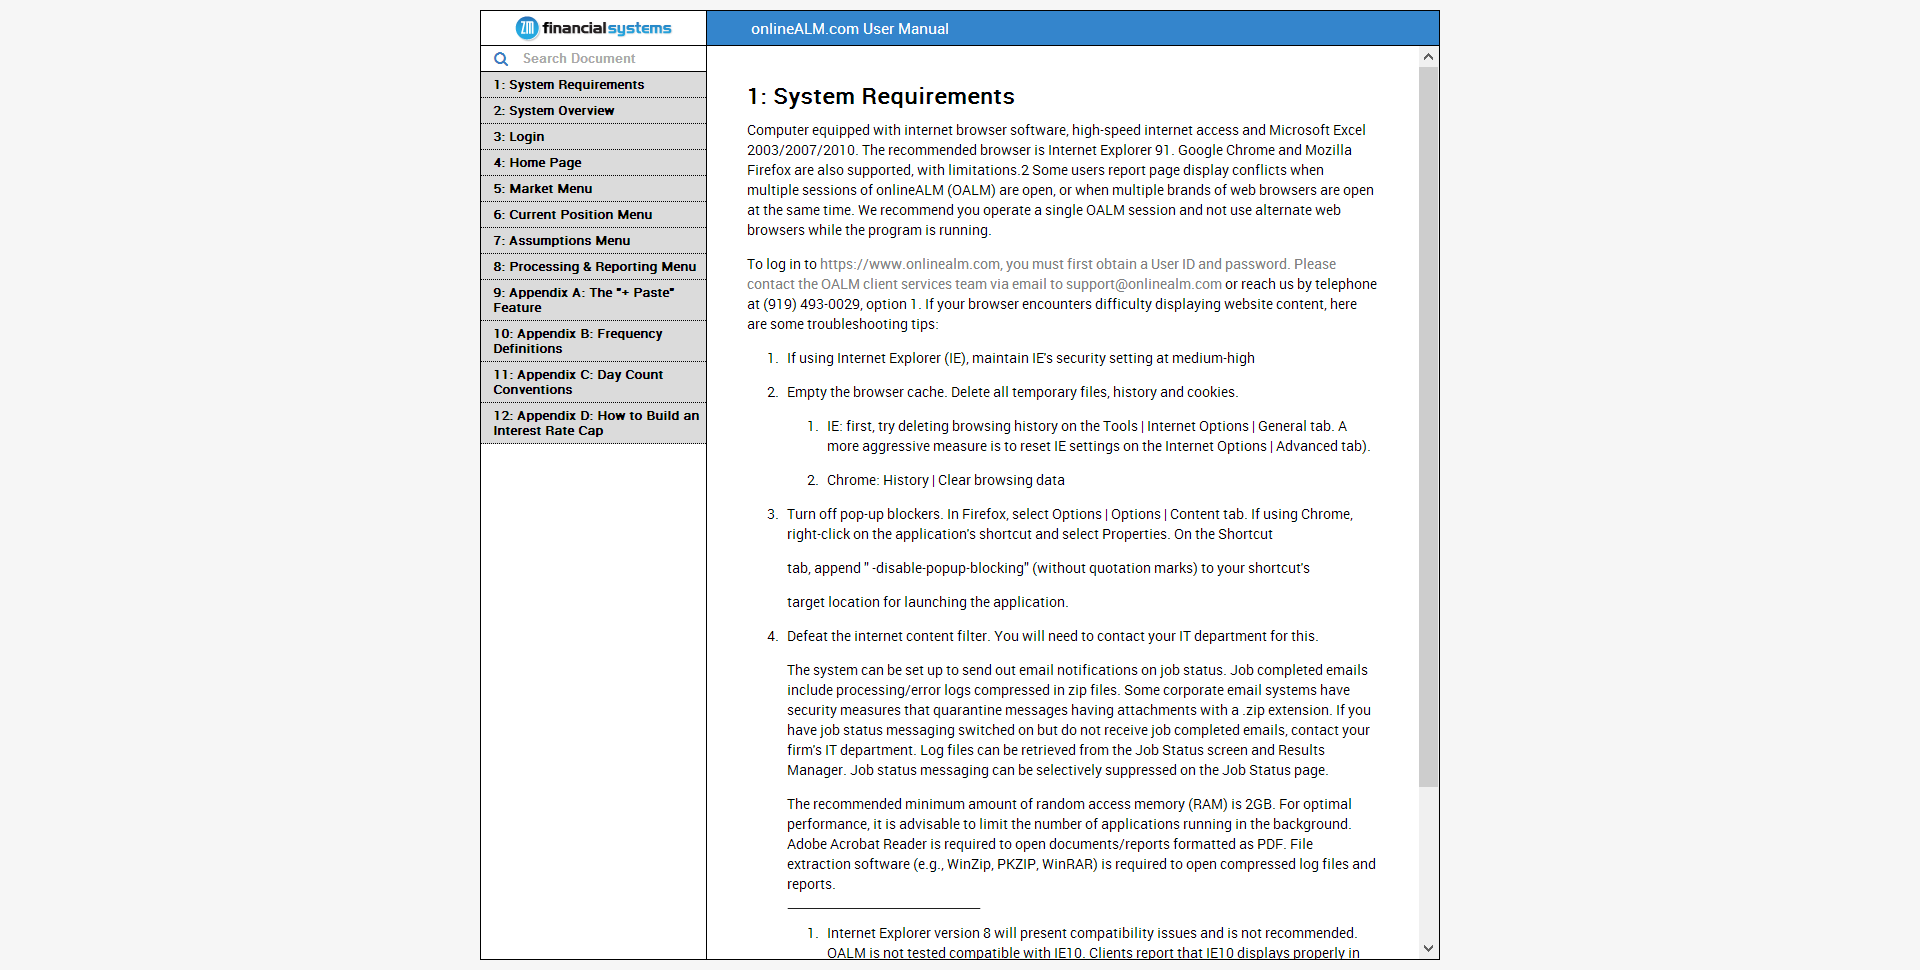 ZM financialsystems
onlineALM.com User Manual
Search Document
1: System Requirements
2: System Overview
3: Login
4: Home Page
5: Market Menu
6: Current Position Menu
7: Assumptions Menu
8: Processing & Reporting Menu
9: Appendix A: The "+ Paste"
Feature
10: Appendix B: Frequency
Definitions
11: Appendix C: Day Count
Conventions
12: Appendix D: How to Build an
Interest Rate Cap
1: System Requirements
Computer equipped with internet browser software, high-speed internet access and Microsoft Excel
2003/2007/2010. The recommended browser is Internet Explorer 91. Google Chrome and Mozilla
Firefox are also supported, with limitations.2 Some users report page display conflicts when
multiple sessions of onlineALM (OALM) are open, or when multiple brands of web browsers are open
at the same time. We recommend you operate a single OALM session and not use alternate web
browsers while the program is running.
To log in to https://www.onlinealm.com, you must first obtain a User ID and password. Please
contact the OALM client services team via email to support@onlinealm.com or reach us by telephone
at (919) 493-0029, option 1. If your browser encounters difficulty displaying website content, here
are some troubleshooting tips:
1. If using Internet Explorer (IE), maintain IE's security setting at medium-high
2. Empty the browser cache. Delete all temporary files, history and cookies.
1. IE: first, try deleting browsing history on the Tools | Internet Options | General tab. A
more aggressive measure is to reset IE settings on the Internet Options | Advanced tab).
2. Chrome: History | Clear browsing data
3. Turn off pop-up blockers. In Firefox, select Options | Options | Content tab. If using Chrome,
right-click on the application's shortcut and select Properties. On the Shortcut
tab, append " -disable-popup-blocking" (without quotation marks) to your shortcut's
target location for launching the application.
4. Defeat the internet content filter. You will need to contact your IT department for this.
The system can be set up to send out email notifications on job status. Job completed emails
include processing/error logs compressed in zip files. Some corporate email systems have
security measures that quarantine messages having attachments with a .zip extension. If you
have job status messaging switched on but do not receive job completed emails, contact your
firm's IT department. Log files can be retrieved from the Job Status screen and Results
Manager. Job status messaging can be selectively suppressed on the Job Status page.
The recommended minimum amount of random access memory (RAM) is 2GB. For optimal
performance, it is advisable to limit the number of applications running in the background.
Adobe Acrobat Reader is required to open documents/reports formatted as PDF. File
extraction software (e.g., WinZip, PKZIP, WinRAR) is required to open compressed log files and
reports.
1. Internet Explorer version 8 will present compatibility issues and is not recommended.
OALM is not tested compatible with IE10. Clients report that IE10 displays properly in